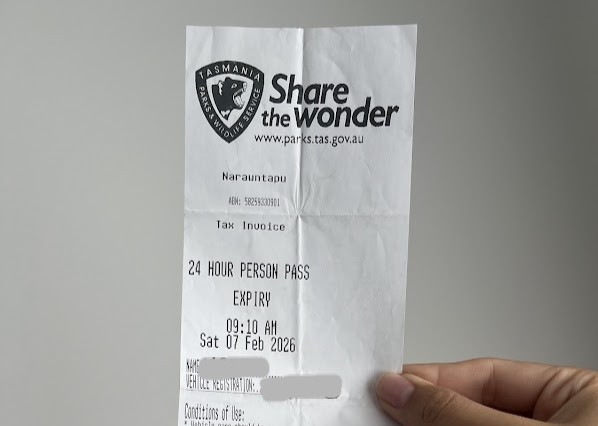 TASMANIA
PARKS & WILDLIFE SERVICE
Share
the wonder
www.parks.tas.gov.au
Narauntapu
ABN: 58259330901
Tax Invoice
24 HOUR PERSON PASS
EXPIRY
09:10 AM
Sat 07 Feb 2026
NAME
VEHICLE REGISTRATION:
Conditions of Use: